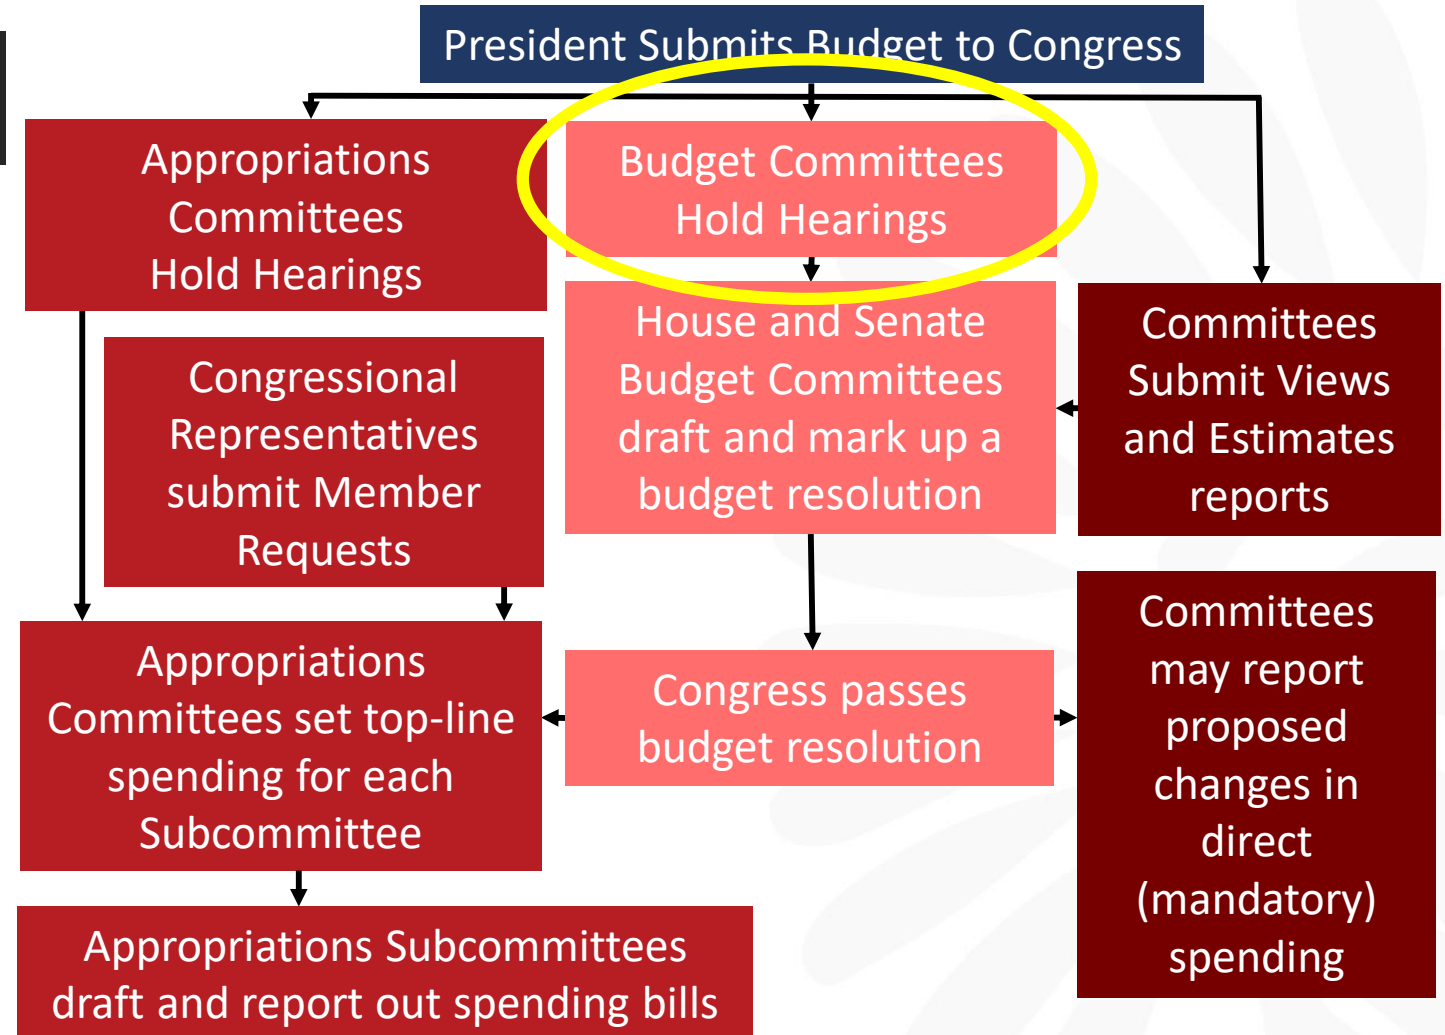 President Submits Budget to Congress
Appropriations
Committees
Hold Hearings
Budget Committees
Hold Hearings
Congressional
Representatives
submit Member
Requests
House and Senate
Budget Committees
draft and mark up a
budget resolution
Committees
Submit Views
and Estimates
reports
Appropriations
Committees set top-line
spending for each
Subcommittee
Congress passes
budget resolution
Committees
may report
proposed
changes in
direct
(mandatory)
spending
Appropriations Subcommittees
draft and report out spending bills